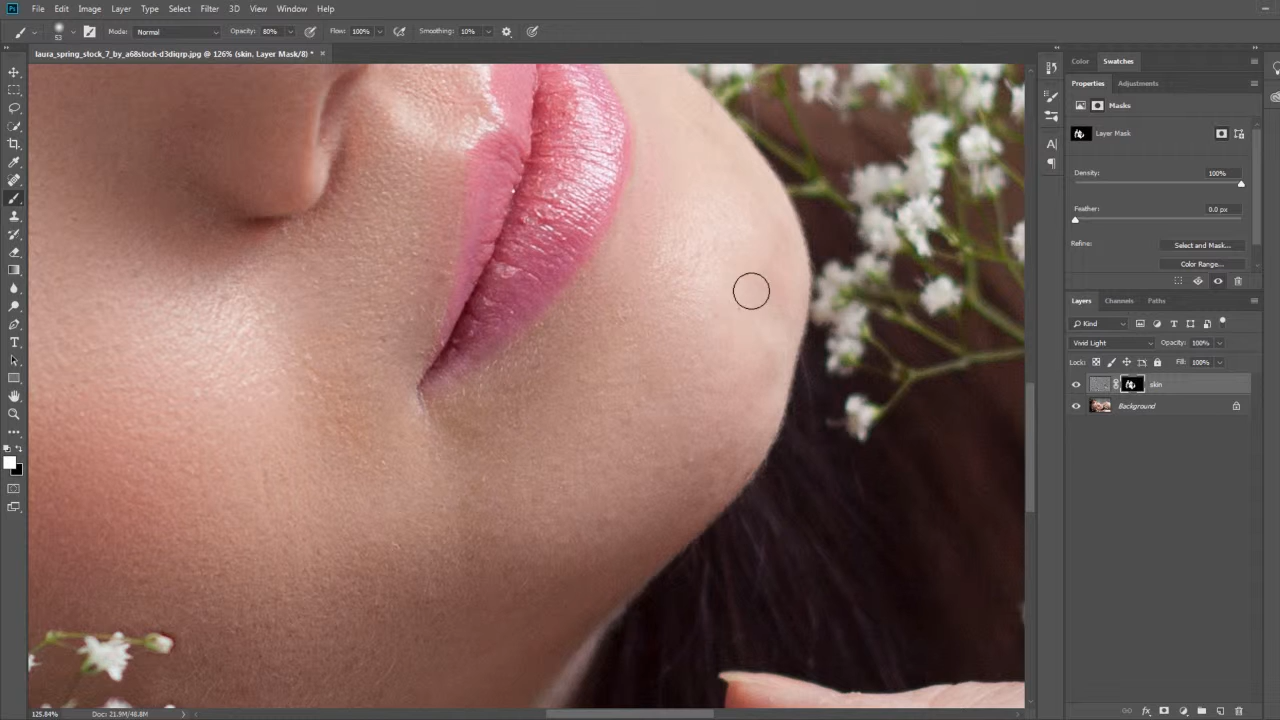 Ps File Edit Image Layer Type Select Filter 3D View Window Help
53 Mode: Normal Opacity: 80% Flow: 100% Smoothing: 10%
laura_spring_stock_7_by_a68stock-d3diqrp.jpg @ 126% (skin, Layer Mask/8) * ×
Color Swatches
Properties Adjustments
Masks
Layer Mask
Density: 100%
Feather: 0.0 px
Refine: Select and Mask...
Color Range...
Layers Channels Paths
Kind
Vivid Light Opacity: 100%
Lock: Fill: 100%
skin
Background
125.84% Doc: 21.9M/48.8M